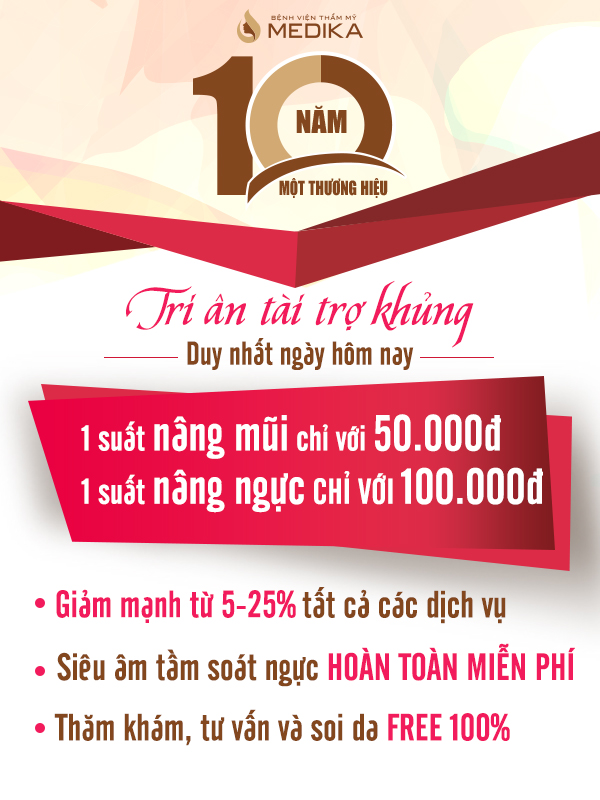 BỆNH VIỆN THẨM MỸ
MEDIKA
10 NĂM
MỘT THƯƠNG HIỆU
Tri ân tài trợ khủng
Duy nhất ngày hôm nay
1 suất nâng mũi chỉ với 50.000đ
1 suất nâng ngực CHỈ VỚI 100.000đ
• Giảm mạnh từ 5-25% tất cả các dịch vụ
• Siêu âm tầm soát ngực HOÀN TOÀN MIỄN PHÍ
• Thăm khám, tư vấn và soi da FREE 100%